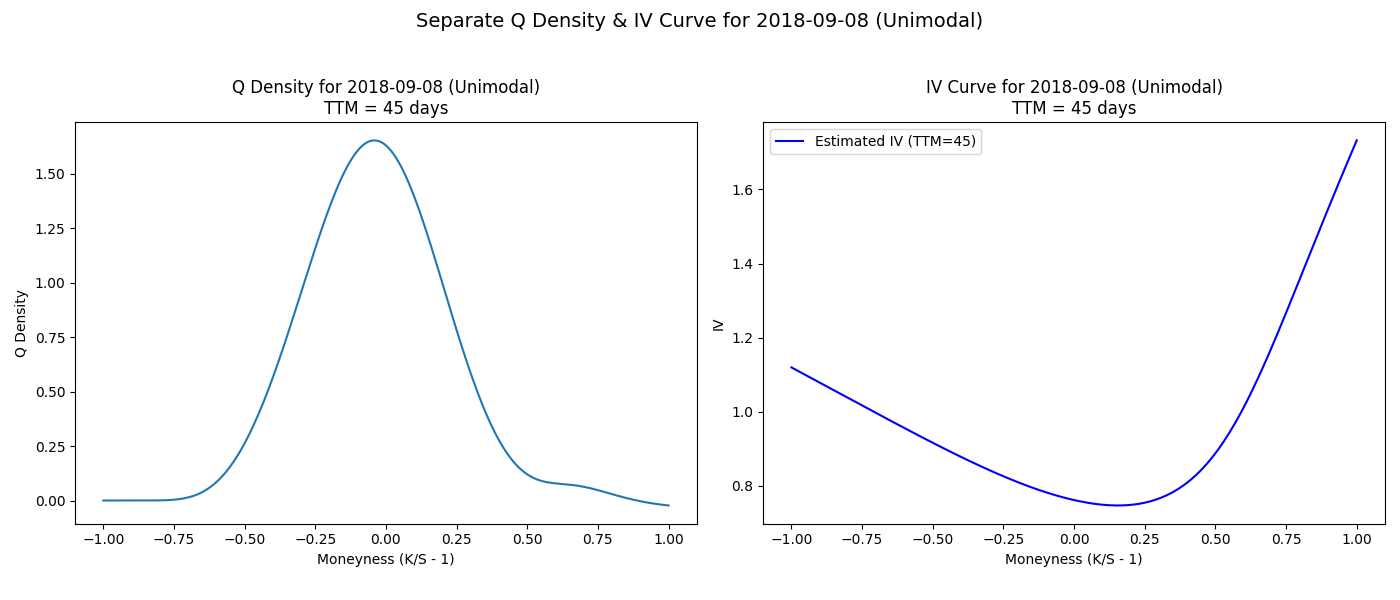 Separate Q Density & IV Curve for 2018-09-08 (Unimodal)
Q Density for 2018-09-08 (Unimodal)
TTM = 45 days
1.50
1.25
1.00
0.75
0.50
0.25
0.00
Q Density
−1.00 −0.75 −0.50 −0.25 0.00 0.25 0.50 0.75 1.00
Moneyness (K/S - 1)
IV Curve for 2018-09-08 (Unimodal)
TTM = 45 days
Estimated IV (TTM=45)
1.6
1.4
1.2
1.0
0.8
IV
−1.00 −0.75 −0.50 −0.25 0.00 0.25 0.50 0.75 1.00
Moneyness (K/S - 1)